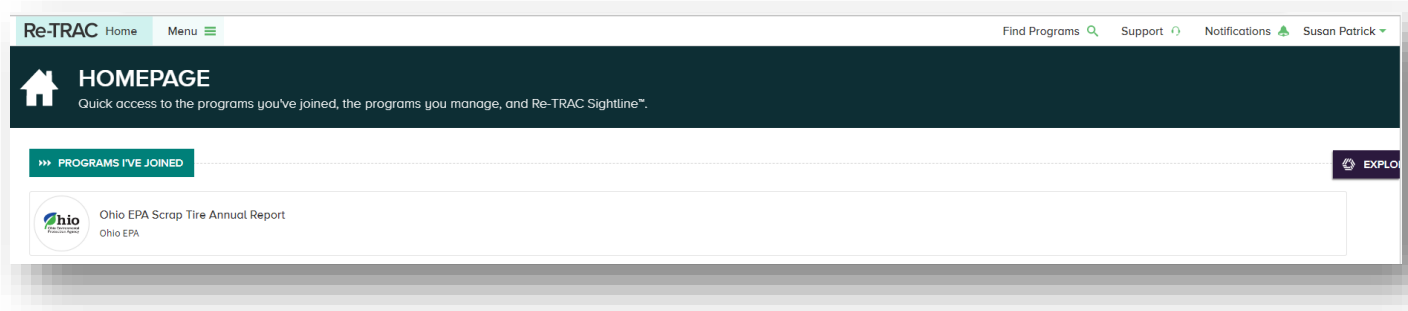 Re-TRAC Home Menu Find Programs Support Notifications Susan Patrick
HOMEPAGE
Quick access to the programs you've joined, the programs you manage, and Re-TRAC Sightline™.
PROGRAMS I'VE JOINED
EXPLO
Ohio
Ohio EPA Scrap Tire Annual Report
Ohio EPA